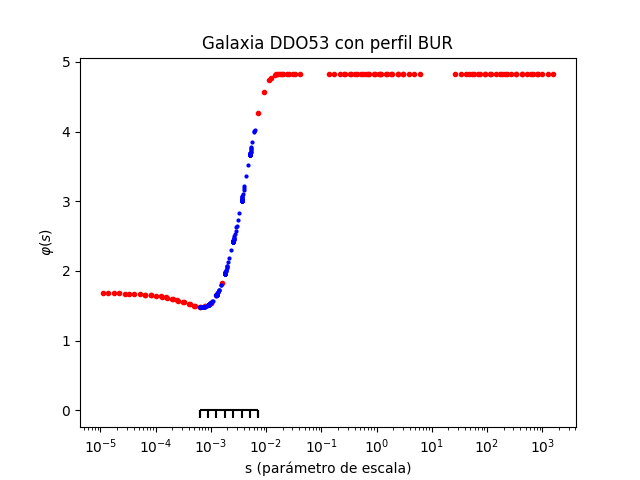 Galaxia DDO53 con perfil BUR
φ(s)
5
4
3
2
1
0
10⁻⁵ 10⁻⁴ 10⁻³ 10⁻² 10⁻¹ 10⁰ 10¹ 10² 10³
s (parámetro de escala)